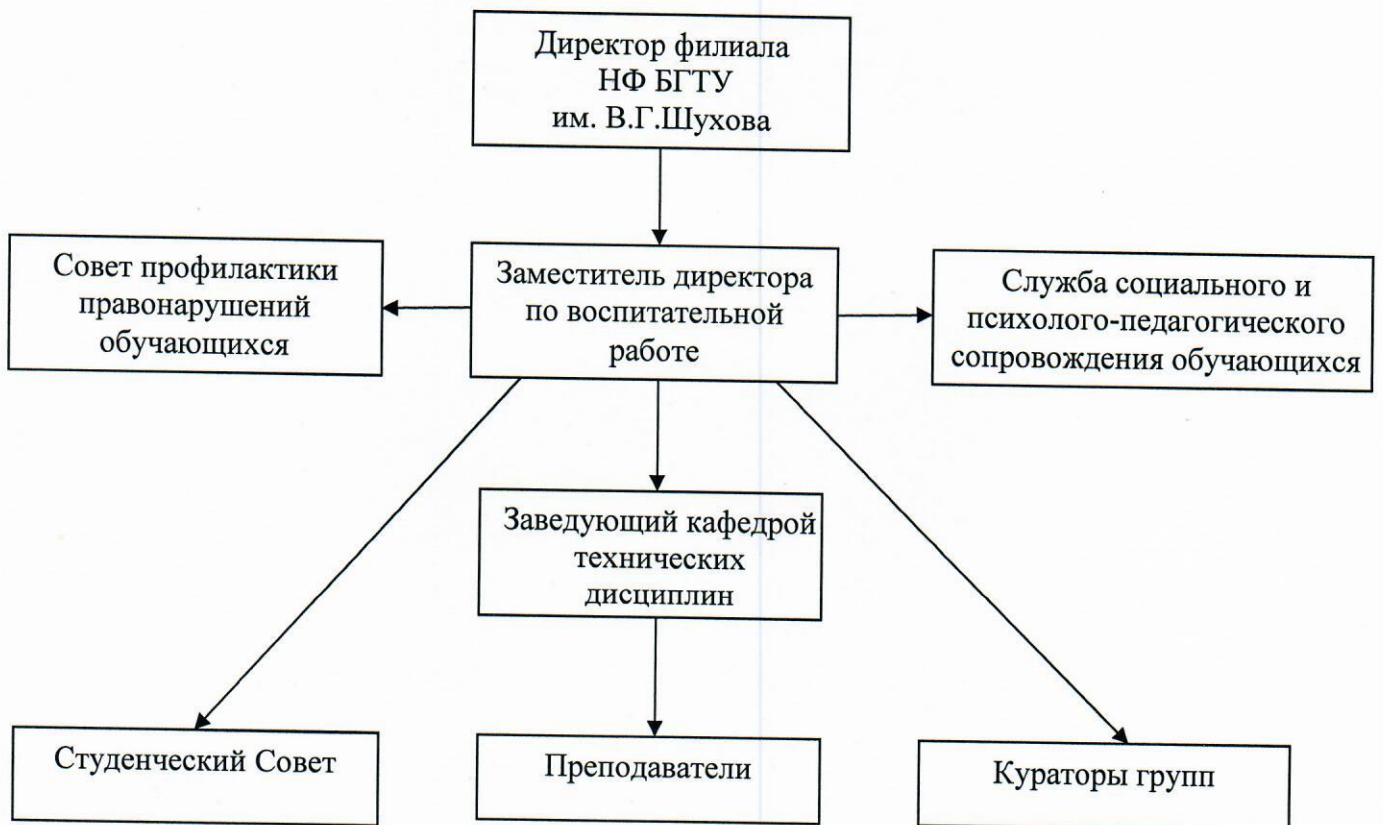 Директор филиала
НФ БГТУ
им. В.Г.Шухова
Совет профилактики
правонарушений
обучающихся
Заместитель директора
по воспитательной
работе
Служба социального и
психолого-педагогического
сопровождения обучающихся
Заведующий кафедрой
технических
дисциплин
Студенческий Совет
Преподаватели
Кураторы групп